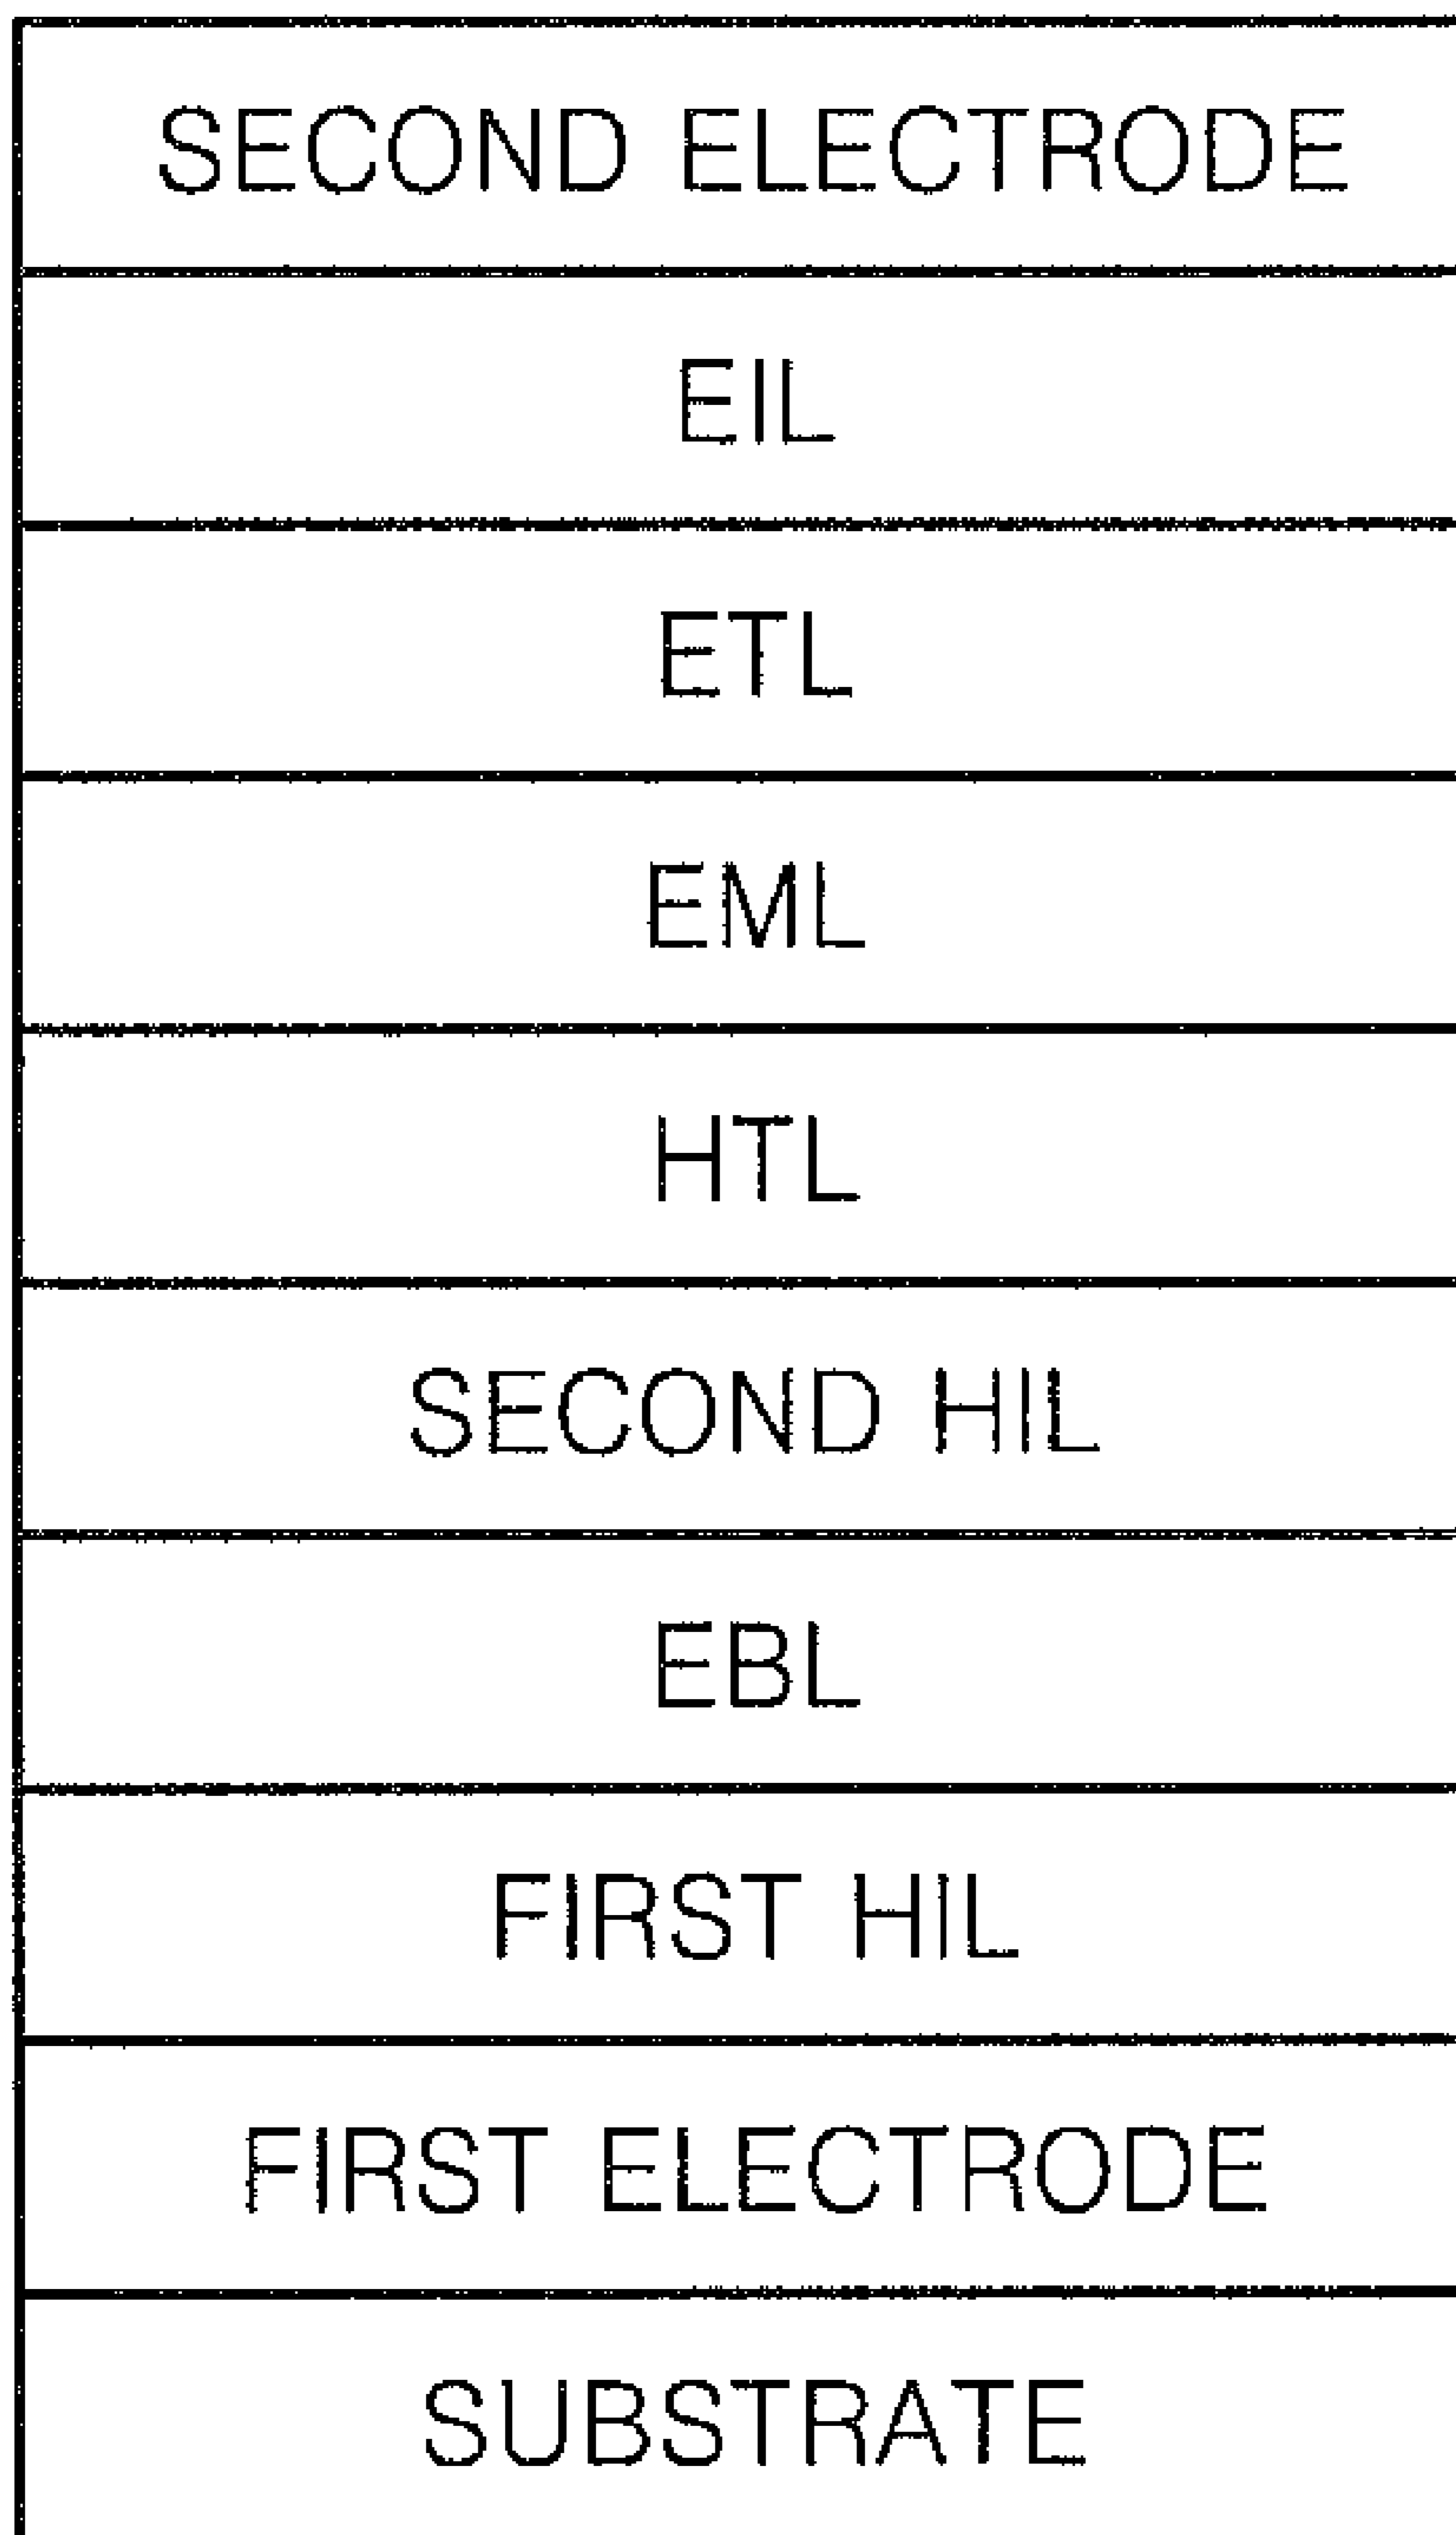 SECOND ELECTRODE
EIL
ETL
EML
HTL
SECOND HIL
EBL
FIRST HIL
FIRST ELECTRODE
SUBSTRATE